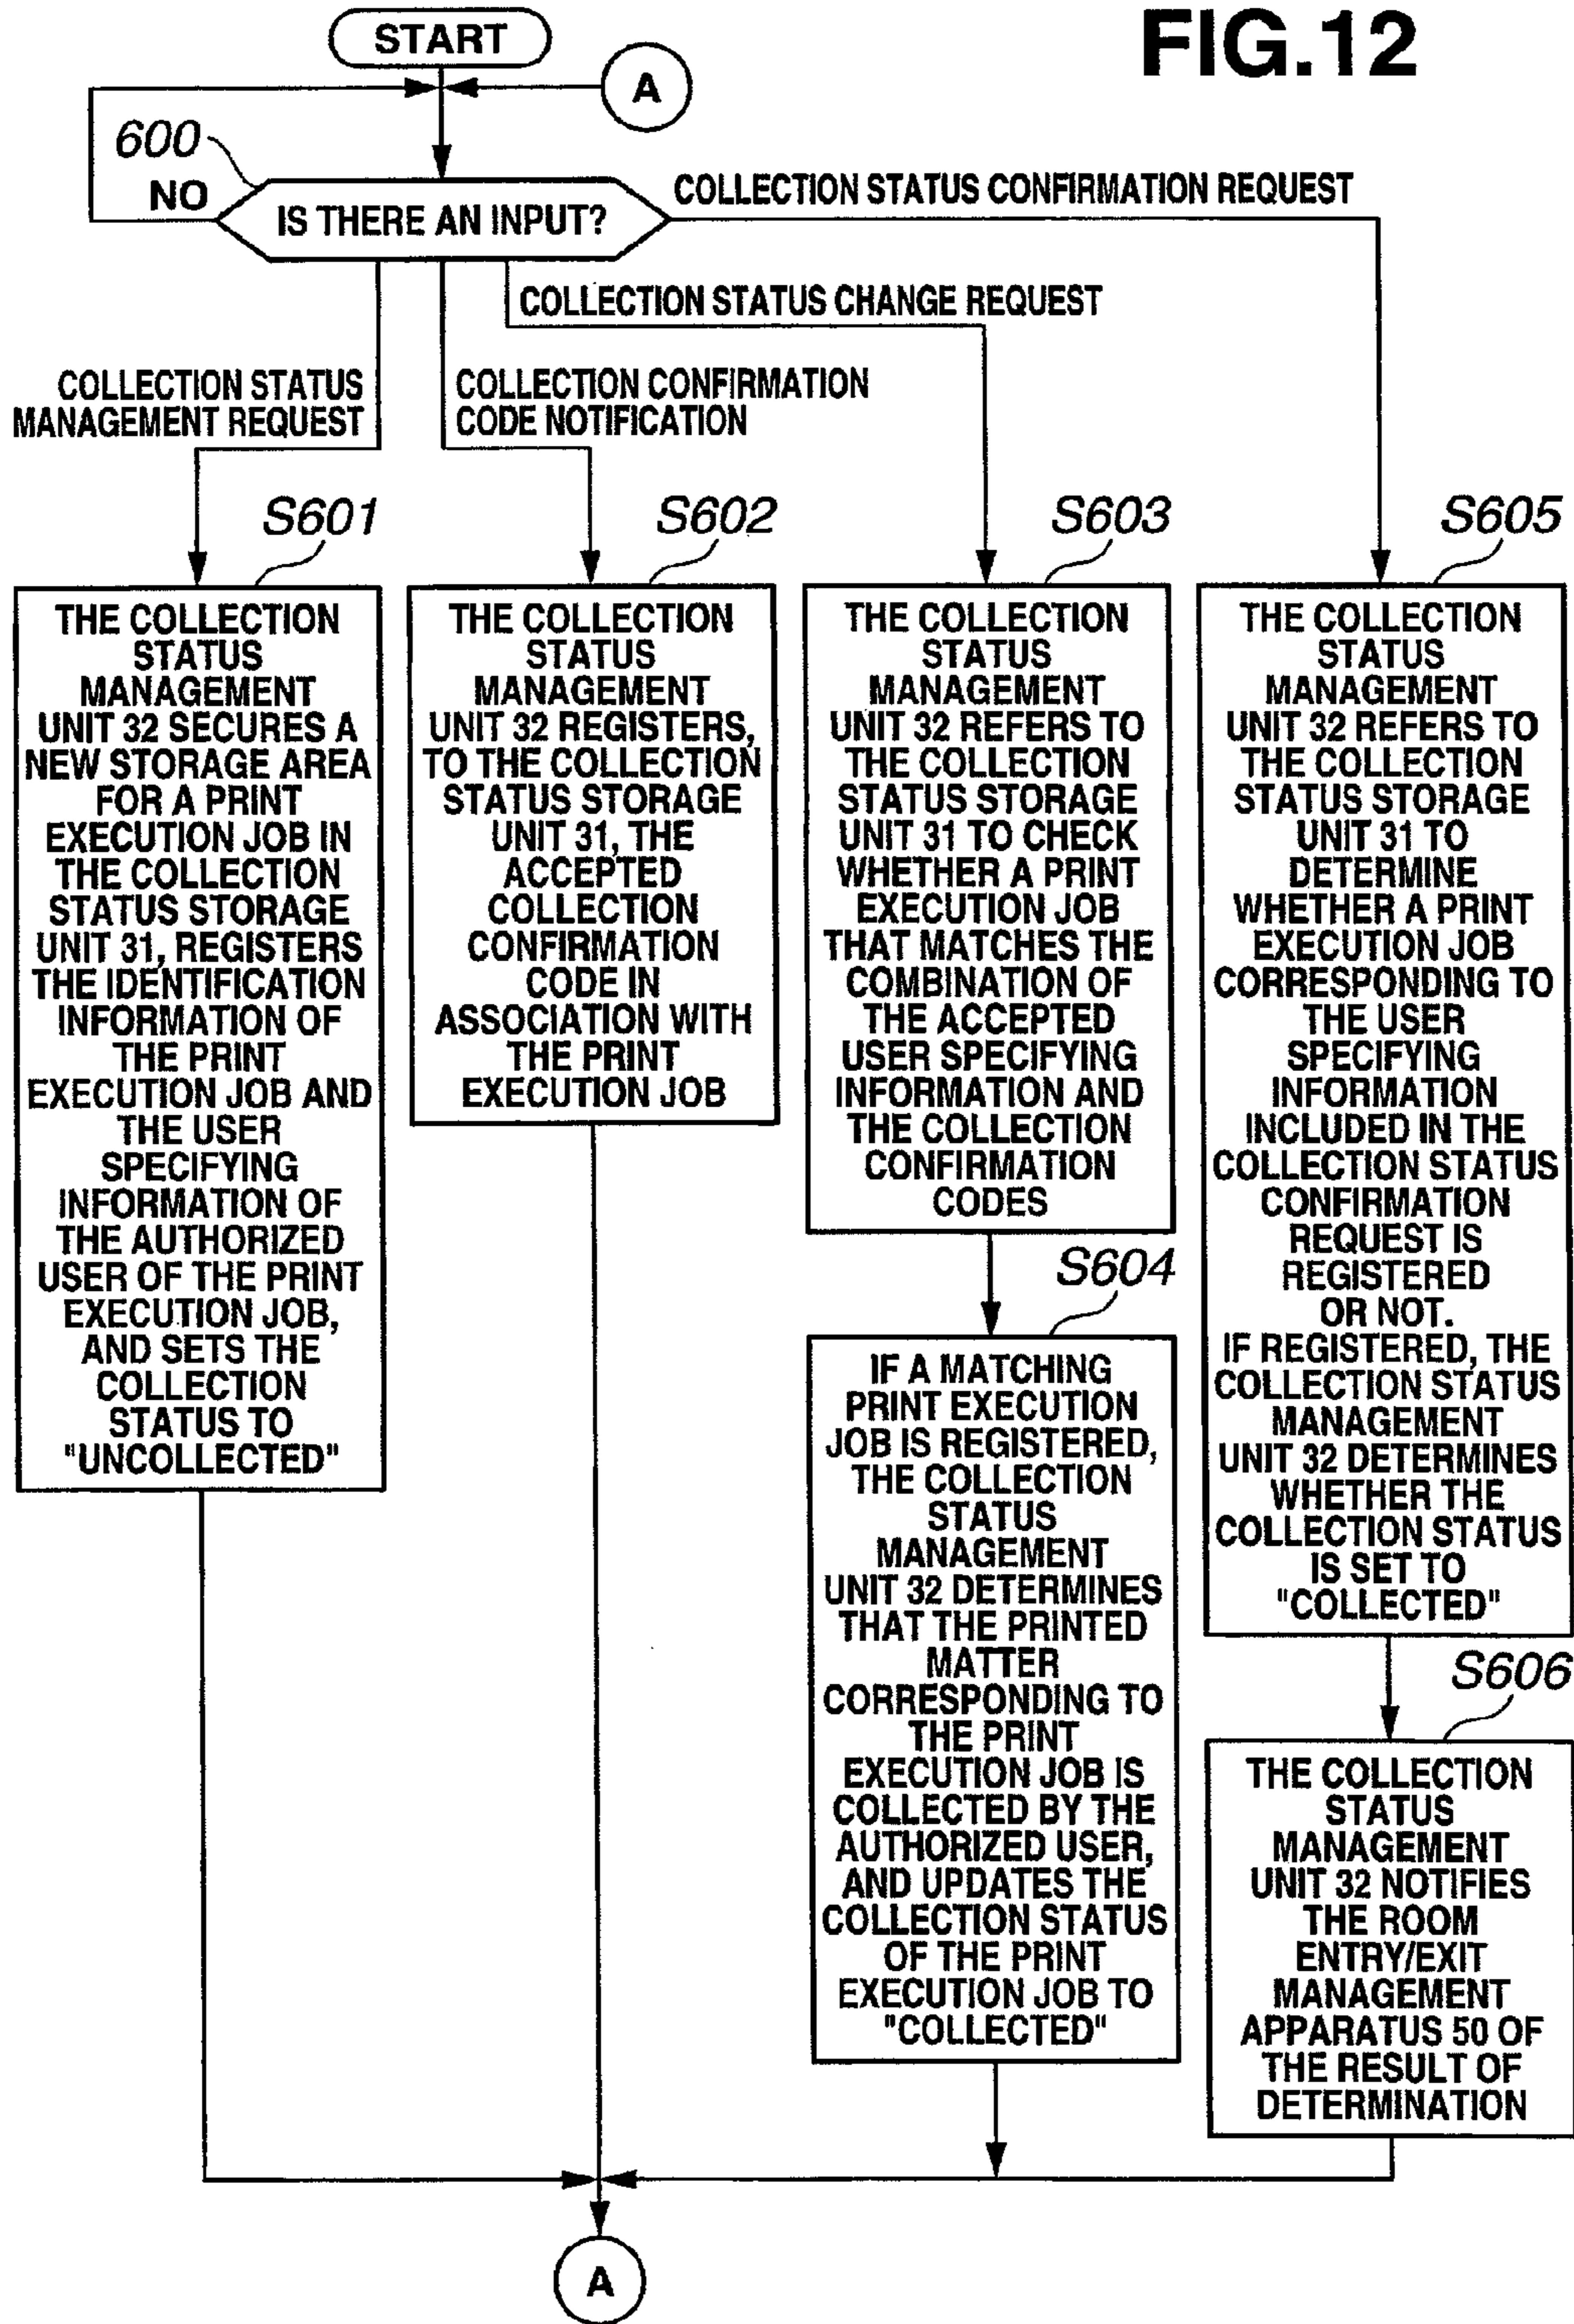 FIG.12
START
A
600
NO
IS THERE AN INPUT?
COLLECTION STATUS CONFIRMATION REQUEST
COLLECTION STATUS CHANGE REQUEST
COLLECTION STATUS
MANAGEMENT REQUEST
COLLECTION CONFIRMATION
CODE NOTIFICATION
S601
THE COLLECTION
STATUS
MANAGEMENT
UNIT 32 SECURES A
NEW STORAGE AREA
FOR A PRINT
EXECUTION JOB IN
THE COLLECTION
STATUS STORAGE
UNIT 31, REGISTERS
THE IDENTIFICATION
INFORMATION OF
THE PRINT
EXECUTION JOB AND
THE USER
SPECIFYING
INFORMATION OF
THE AUTHORIZED
USER OF THE PRINT
EXECUTION JOB,
AND SETS THE
COLLECTION
STATUS TO
"UNCOLLECTED"
S602
THE COLLECTION
STATUS
MANAGEMENT
UNIT 32 REGISTERS,
TO THE COLLECTION
STATUS STORAGE
UNIT 31, THE
ACCEPTED
COLLECTION
CONFIRMATION
CODE IN
ASSOCIATION WITH
THE PRINT
EXECUTION JOB
S603
THE COLLECTION
STATUS
MANAGEMENT
UNIT 32 REFERS TO
THE COLLECTION
STATUS STORAGE
UNIT 31 TO CHECK
WHETHER A PRINT
EXECUTION JOB
THAT MATCHES THE
COMBINATION OF
THE ACCEPTED
USER SPECIFYING
INFORMATION AND
THE COLLECTION
CONFIRMATION
CODES
S604
IF A MATCHING
PRINT EXECUTION
JOB IS REGISTERED,
THE COLLECTION
STATUS
MANAGEMENT
UNIT 32 DETERMINES
THAT THE PRINTED
MATTER
CORRESPONDING TO
THE PRINT
EXECUTION JOB IS
COLLECTED BY THE
AUTHORIZED USER,
AND UPDATES THE
COLLECTION STATUS
OF THE PRINT
EXECUTION JOB TO
"COLLECTED"
S605
THE COLLECTION
STATUS
MANAGEMENT
UNIT 32 REFERS TO
THE COLLECTION
STATUS STORAGE
UNIT 31 TO
DETERMINE
WHETHER A PRINT
EXECUTION JOB
CORRESPONDING TO
THE USER
SPECIFYING
INFORMATION
INCLUDED IN THE
COLLECTION STATUS
CONFIRMATION
REQUEST IS
REGISTERED
OR NOT.
IF REGISTERED, THE
COLLECTION STATUS
MANAGEMENT
UNIT 32 DETERMINES
WHETHER THE
COLLECTION STATUS
IS SET TO
"COLLECTED"
S606
THE COLLECTION
STATUS
MANAGEMENT
UNIT 32 NOTIFIES
THE ROOM
ENTRY/EXIT
MANAGEMENT
APPARATUS 50 OF
THE RESULT OF
DETERMINATION
A